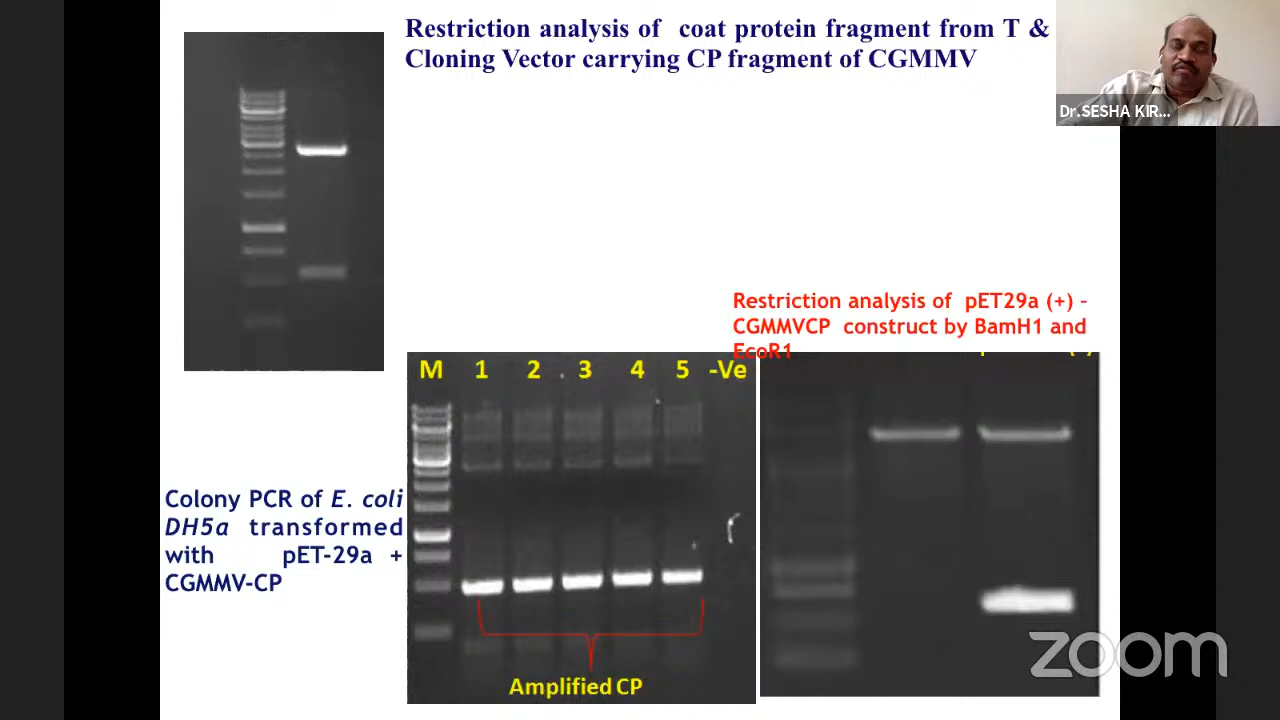 Restriction analysis of coat protein fragment from T &
Cloning Vector carrying CP fragment of CGMMV
Dr.SESHA KIR...
Restriction analysis of pET29a (+) -
CGMMVCP construct by BamH1 and
EcoR1
M 1 2 . 3 4 5 -Ve
Colony PCR of E. coli
DH5a transformed
with pET-29a +
CGMMV-CP
Amplified CP
zoom